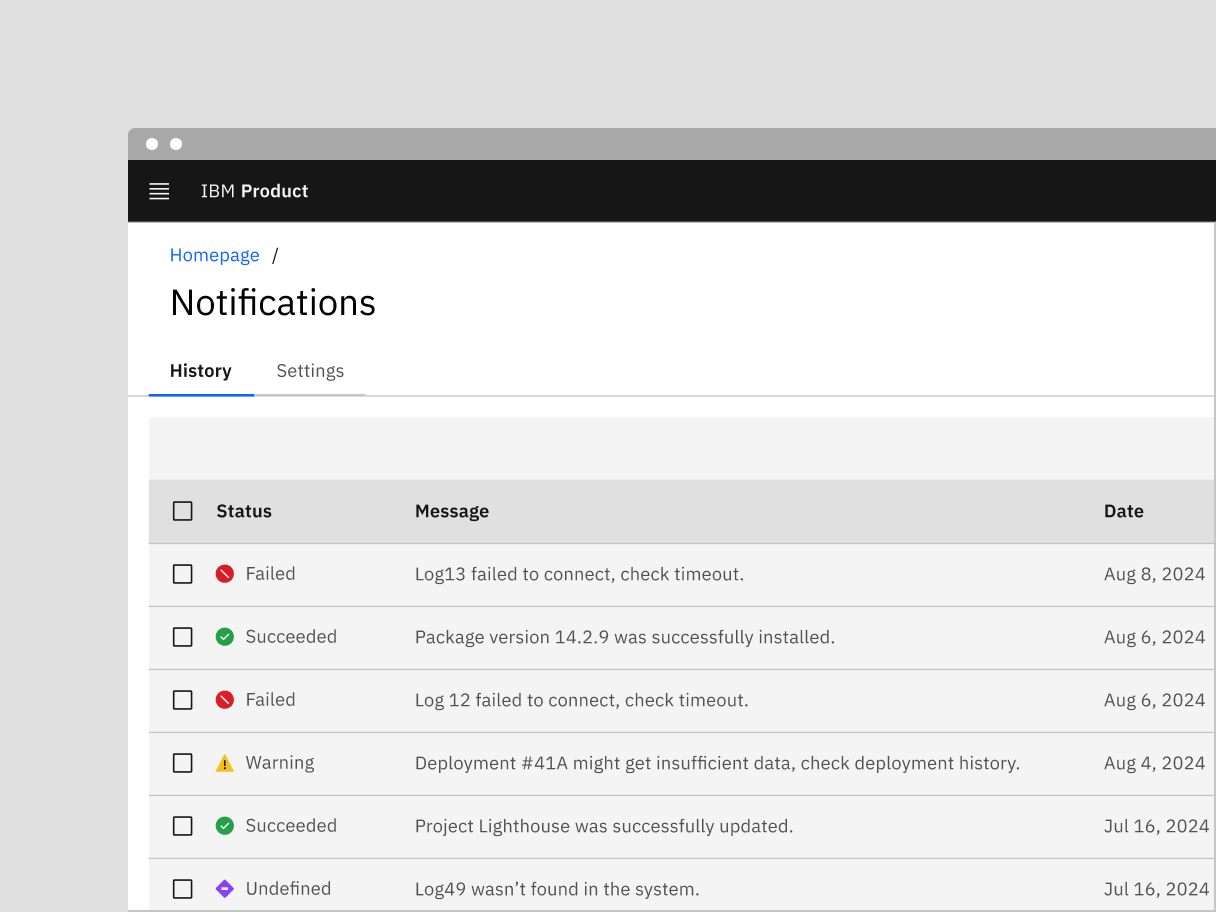 IBM Product
Homepage /
Notifications
History Settings
Status Message Date
Failed Log13 failed to connect, check timeout. Aug 8, 2024
Succeeded Package version 14.2.9 was successfully installed. Aug 6, 2024
Failed Log 12 failed to connect, check timeout. Aug 6, 2024
Warning Deployment #41A might get insufficient data, check deployment history. Aug 4, 2024
Succeeded Project Lighthouse was successfully updated. Jul 16, 2024
Undefined Log49 wasn’t found in the system. Jul 16, 2024